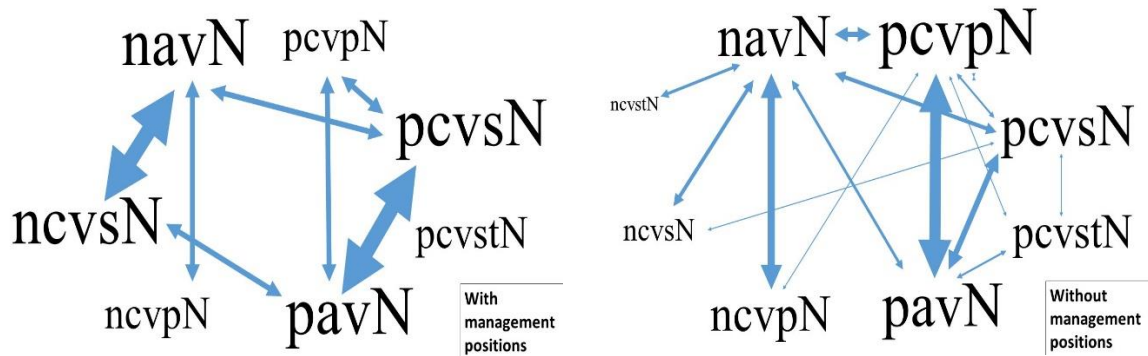 navN
pcvpN
pcvsN
ncvsN
pcvstN
ncvpN
pavN
With
management
positions
navN
pcvpN
ncvstN
pcvsN
ncvsN
pcvstN
ncvpN
pavN
Without
management
positions